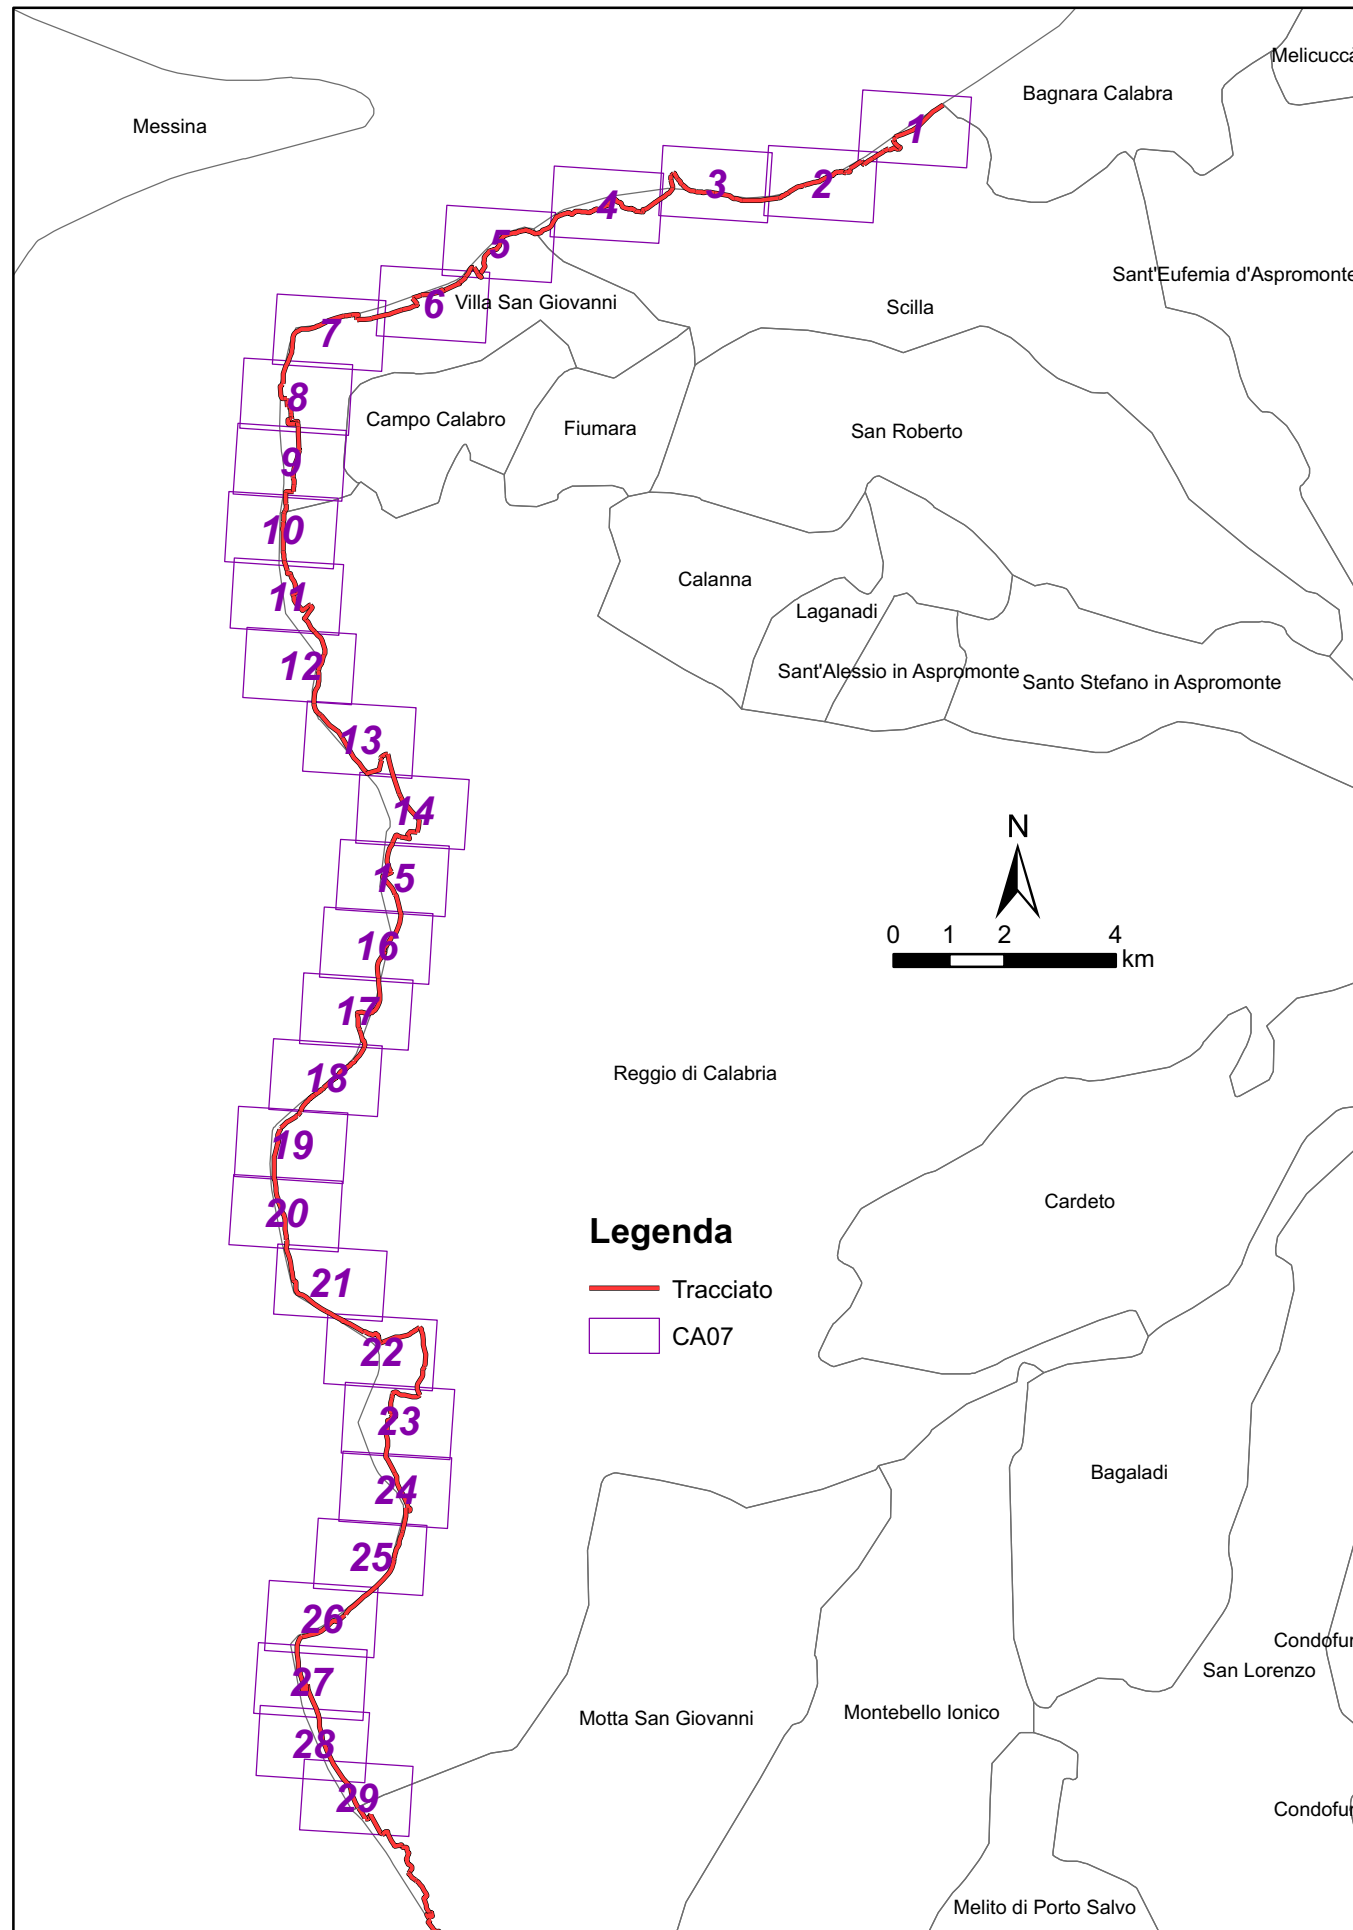 Melicuccà
Bagnara Calabra
Messina
1
2
3
4
5
Sant'Eufemia d'Aspromonte
6
Villa San Giovanni
Scilla
7
8
Campo Calabro
Fiumara
San Roberto
9
10
Calanna
11
Laganadi
12
Sant'Alessio in Aspromonte
Santo Stefano in Aspromonte
13
14
N
15
0 1 2 4
km
16
17
Reggio di Calabria
18
19
Cardeto
20
Legenda
21
Tracciato
CA07
22
23
Bagaladi
24
25
26
Condofur
San Lorenzo
27
Motta San Giovanni
Montebello Ionico
28
29
Condofur
Melito di Porto Salvo